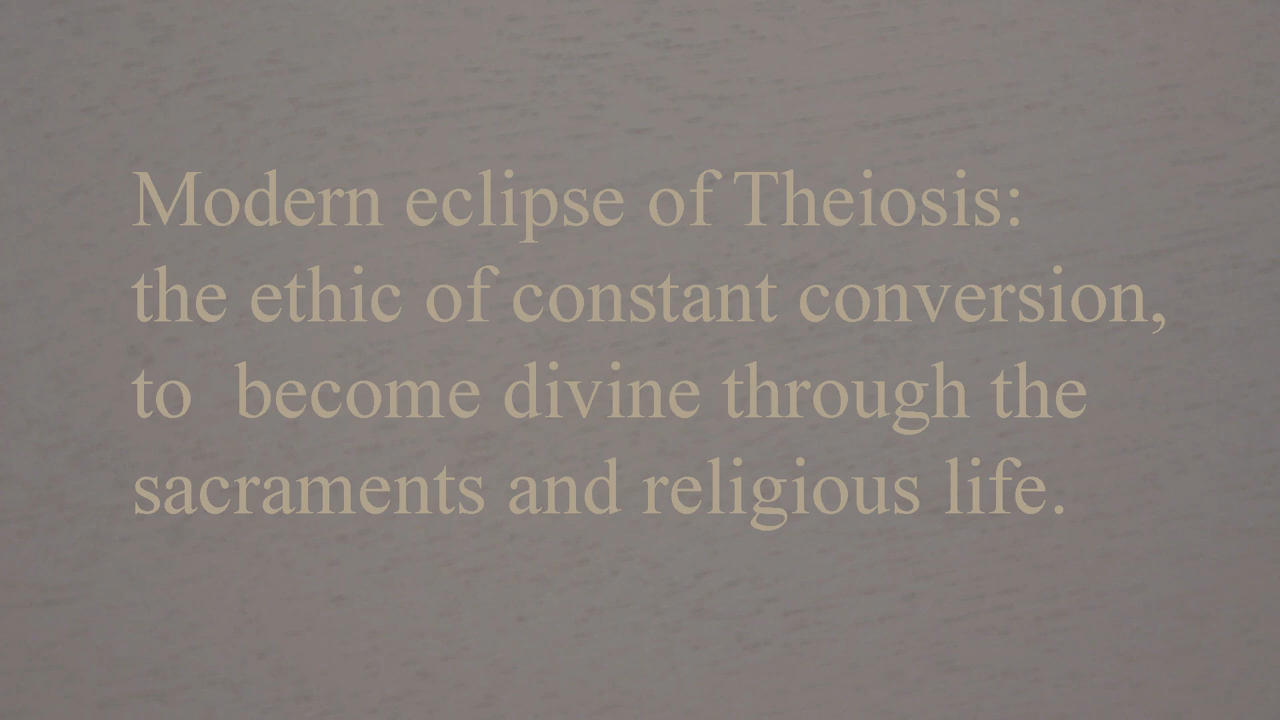 Modern eclipse of Theiosis:
the ethic of constant conversion,
to  become divine through the
sacraments and religious life.